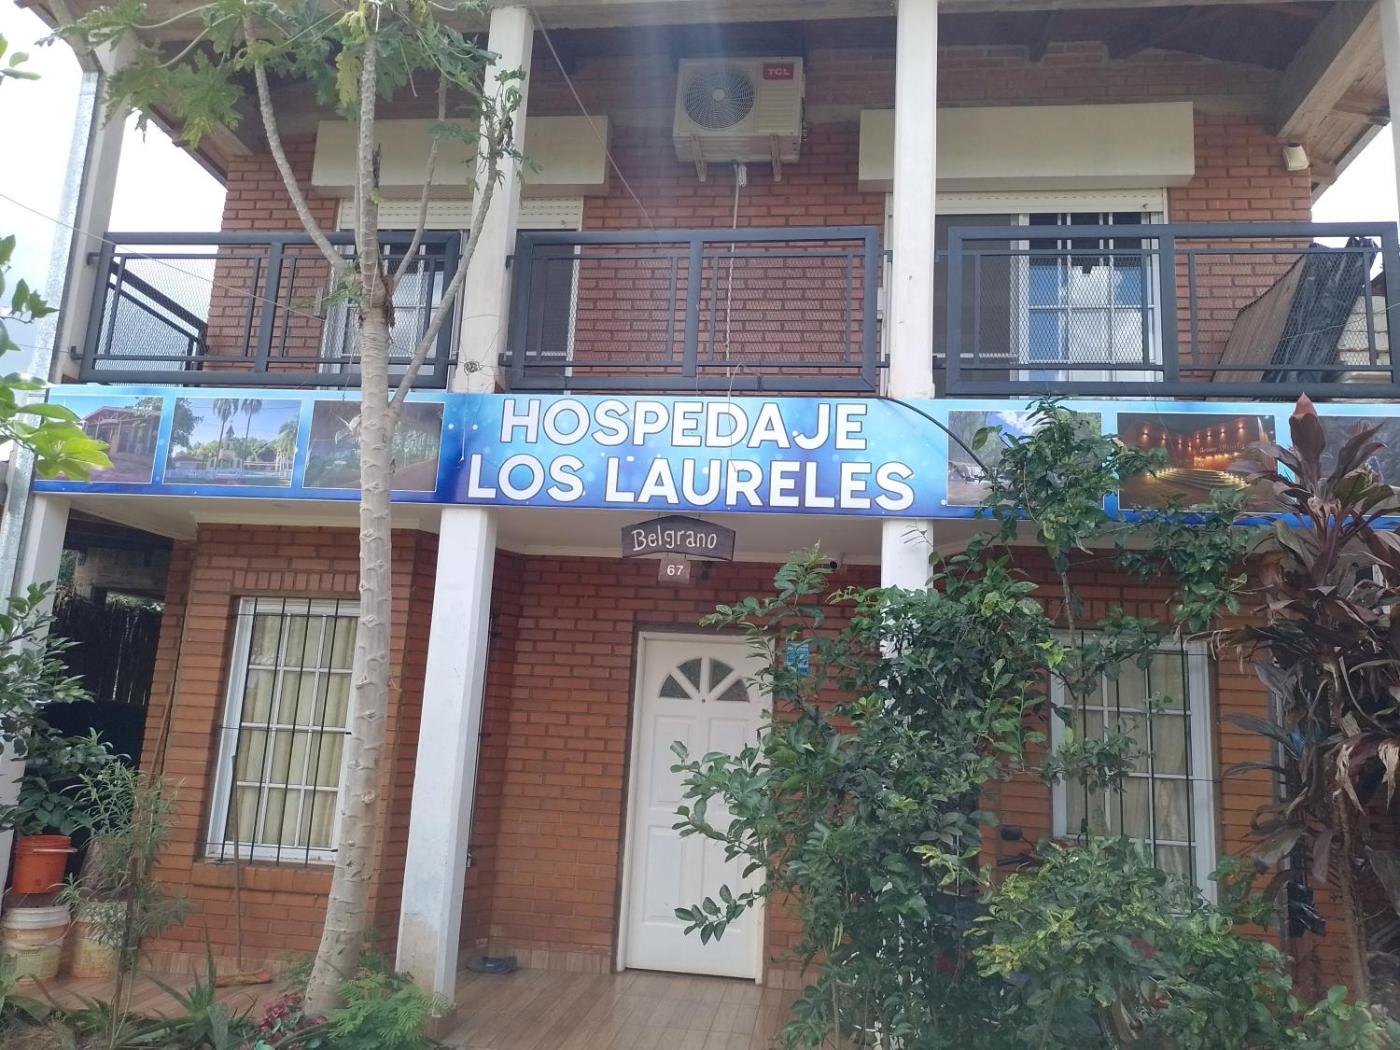 TCL
HOSPEDAJE
LOS LAURELES
Belgrano
67